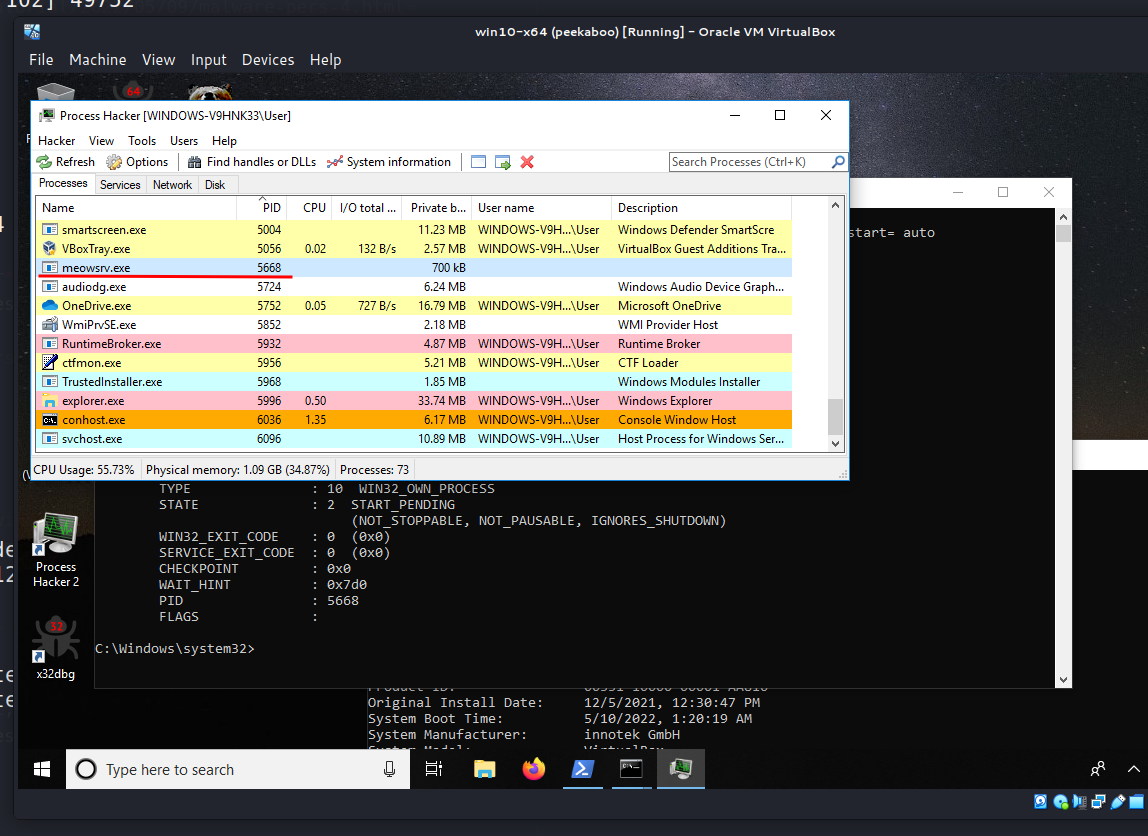 102] 49752
win10-x64 (peekaboo) [Running] - Oracle VM VirtualBox
File Machine View Input Devices Help
64
Process Hacker [WINDOWS-V9HNK33\User]
Hacker View Tools Users Help
Refresh Options Find handles or DLLs System information Search Processes (Ctrl+K)
Processes Services Network Disk
Name PID CPU I/O total ... Private b... User name Description
smartscreen.exe 5004 11.23 MB WINDOWS-V9H...\User Windows Defender SmartScre
VBoxTray.exe 5056 0.02 132 B/s 2.57 MB WINDOWS-V9H...\User VirtualBox Guest Additions Tra...
meowsrv.exe 5668 700 kB
audiodg.exe 5724 6.24 MB Windows Audio Device Graph...
OneDrive.exe 5752 0.05 727 B/s 16.79 MB WINDOWS-V9H...\User Microsoft OneDrive
WmiPrvSE.exe 5852 2.18 MB WMI Provider Host
RuntimeBroker.exe 5932 4.87 MB WINDOWS-V9H...\User Runtime Broker
ctfmon.exe 5956 5.21 MB WINDOWS-V9H...\User CTF Loader
TrustedInstaller.exe 5968 1.85 MB Windows Modules Installer
explorer.exe 5996 0.50 33.74 MB WINDOWS-V9H...\User Windows Explorer
conhost.exe 6036 1.35 6.17 MB WINDOWS-V9H...\User Console Window Host
svchost.exe 6096 10.89 MB WINDOWS-V9H...\User Host Process for Windows Ser...
CPU Usage: 55.73% Physical memory: 1.09 GB (34.87%) Processes: 73
start= auto
TYPE : 10 WIN32_OWN_PROCESS
STATE : 2 START_PENDING
(NOT_STOPPABLE, NOT_PAUSABLE, IGNORES_SHUTDOWN)
WIN32_EXIT_CODE : 0 (0x0)
SERVICE_EXIT_CODE : 0 (0x0)
CHECKPOINT : 0x0
WAIT_HINT : 0x7d0
PID : 5668
FLAGS :
C:\Windows\system32>
Process
Hacker 2
32
x32dbg
Original Install Date: 12/5/2021, 12:30:47 PM
System Boot Time: 5/10/2022, 1:20:19 AM
System Manufacturer: innotek GmbH
Type here to search